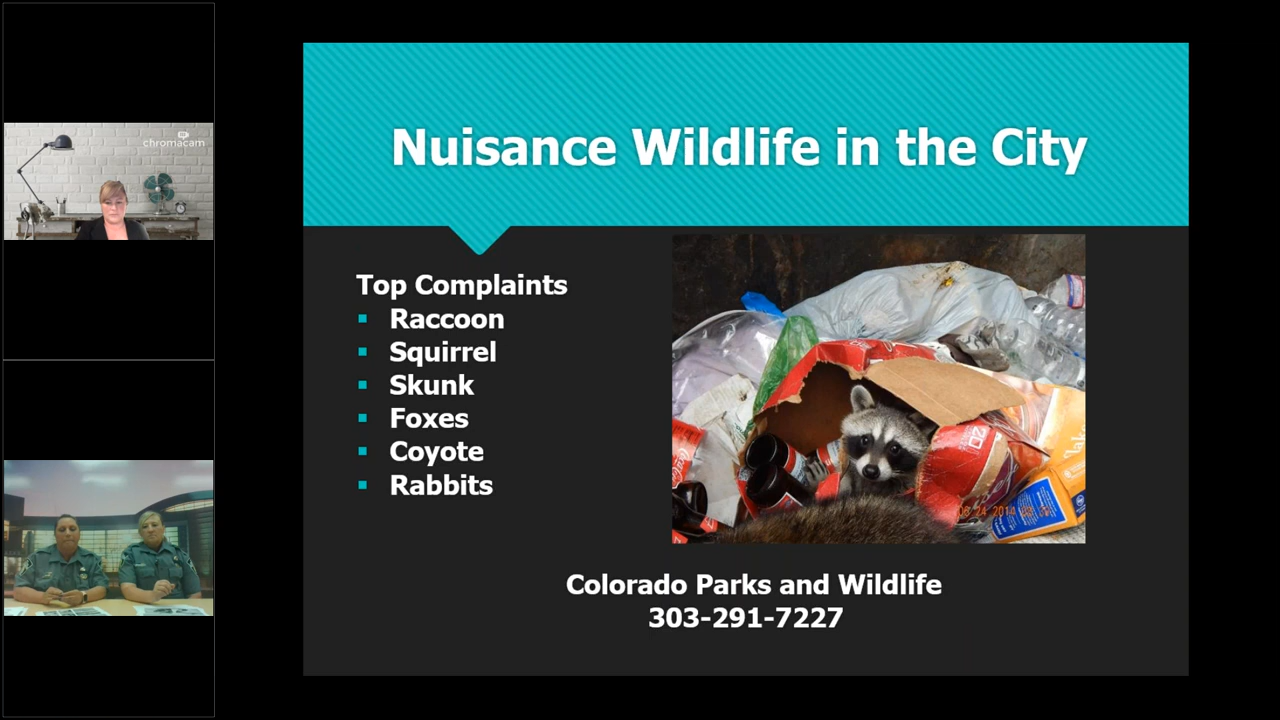 chromacam
Nuisance Wildlife in the City
Top Complaints
Raccoon
Squirrel
Skunk
Foxes
Coyote
Rabbits
Colorado Parks and Wildlife
303-291-7227